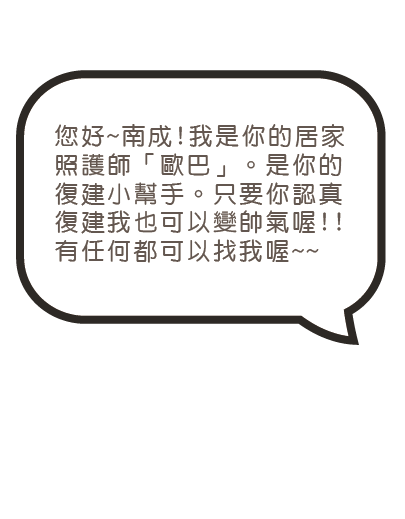 您好~南成!我是你的居家
照護師「歐巴」。是你的
復建小幫手。只要你認真
復建我也可以變帥氣喔!!
有任何都可以找我喔~~